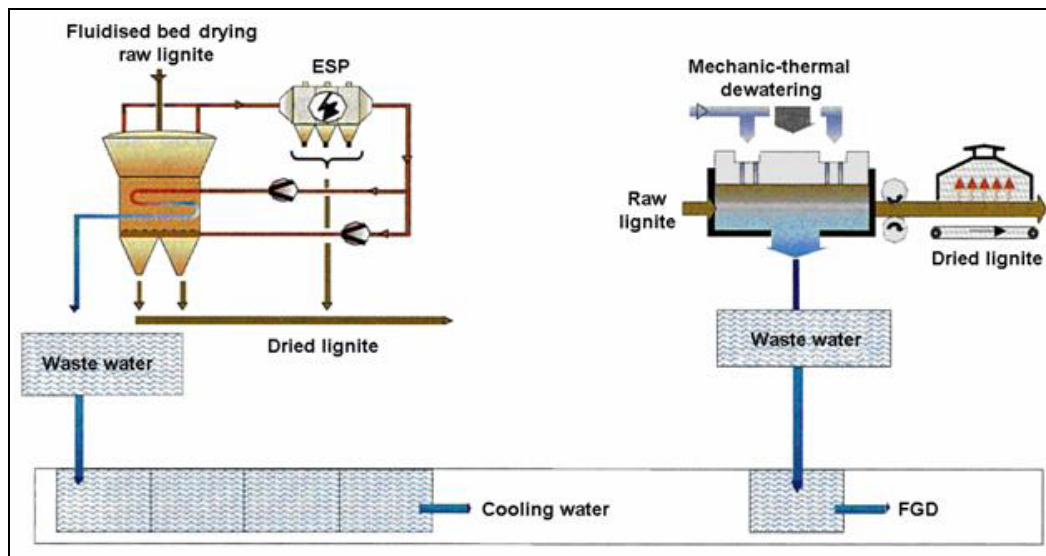 Fluidised bed drying
raw lignite
ESP
Dried lignite
Waste water
Cooling water
Mechanic-thermal
dewatering
Raw
lignite
Dried lignite
Waste water
FGD